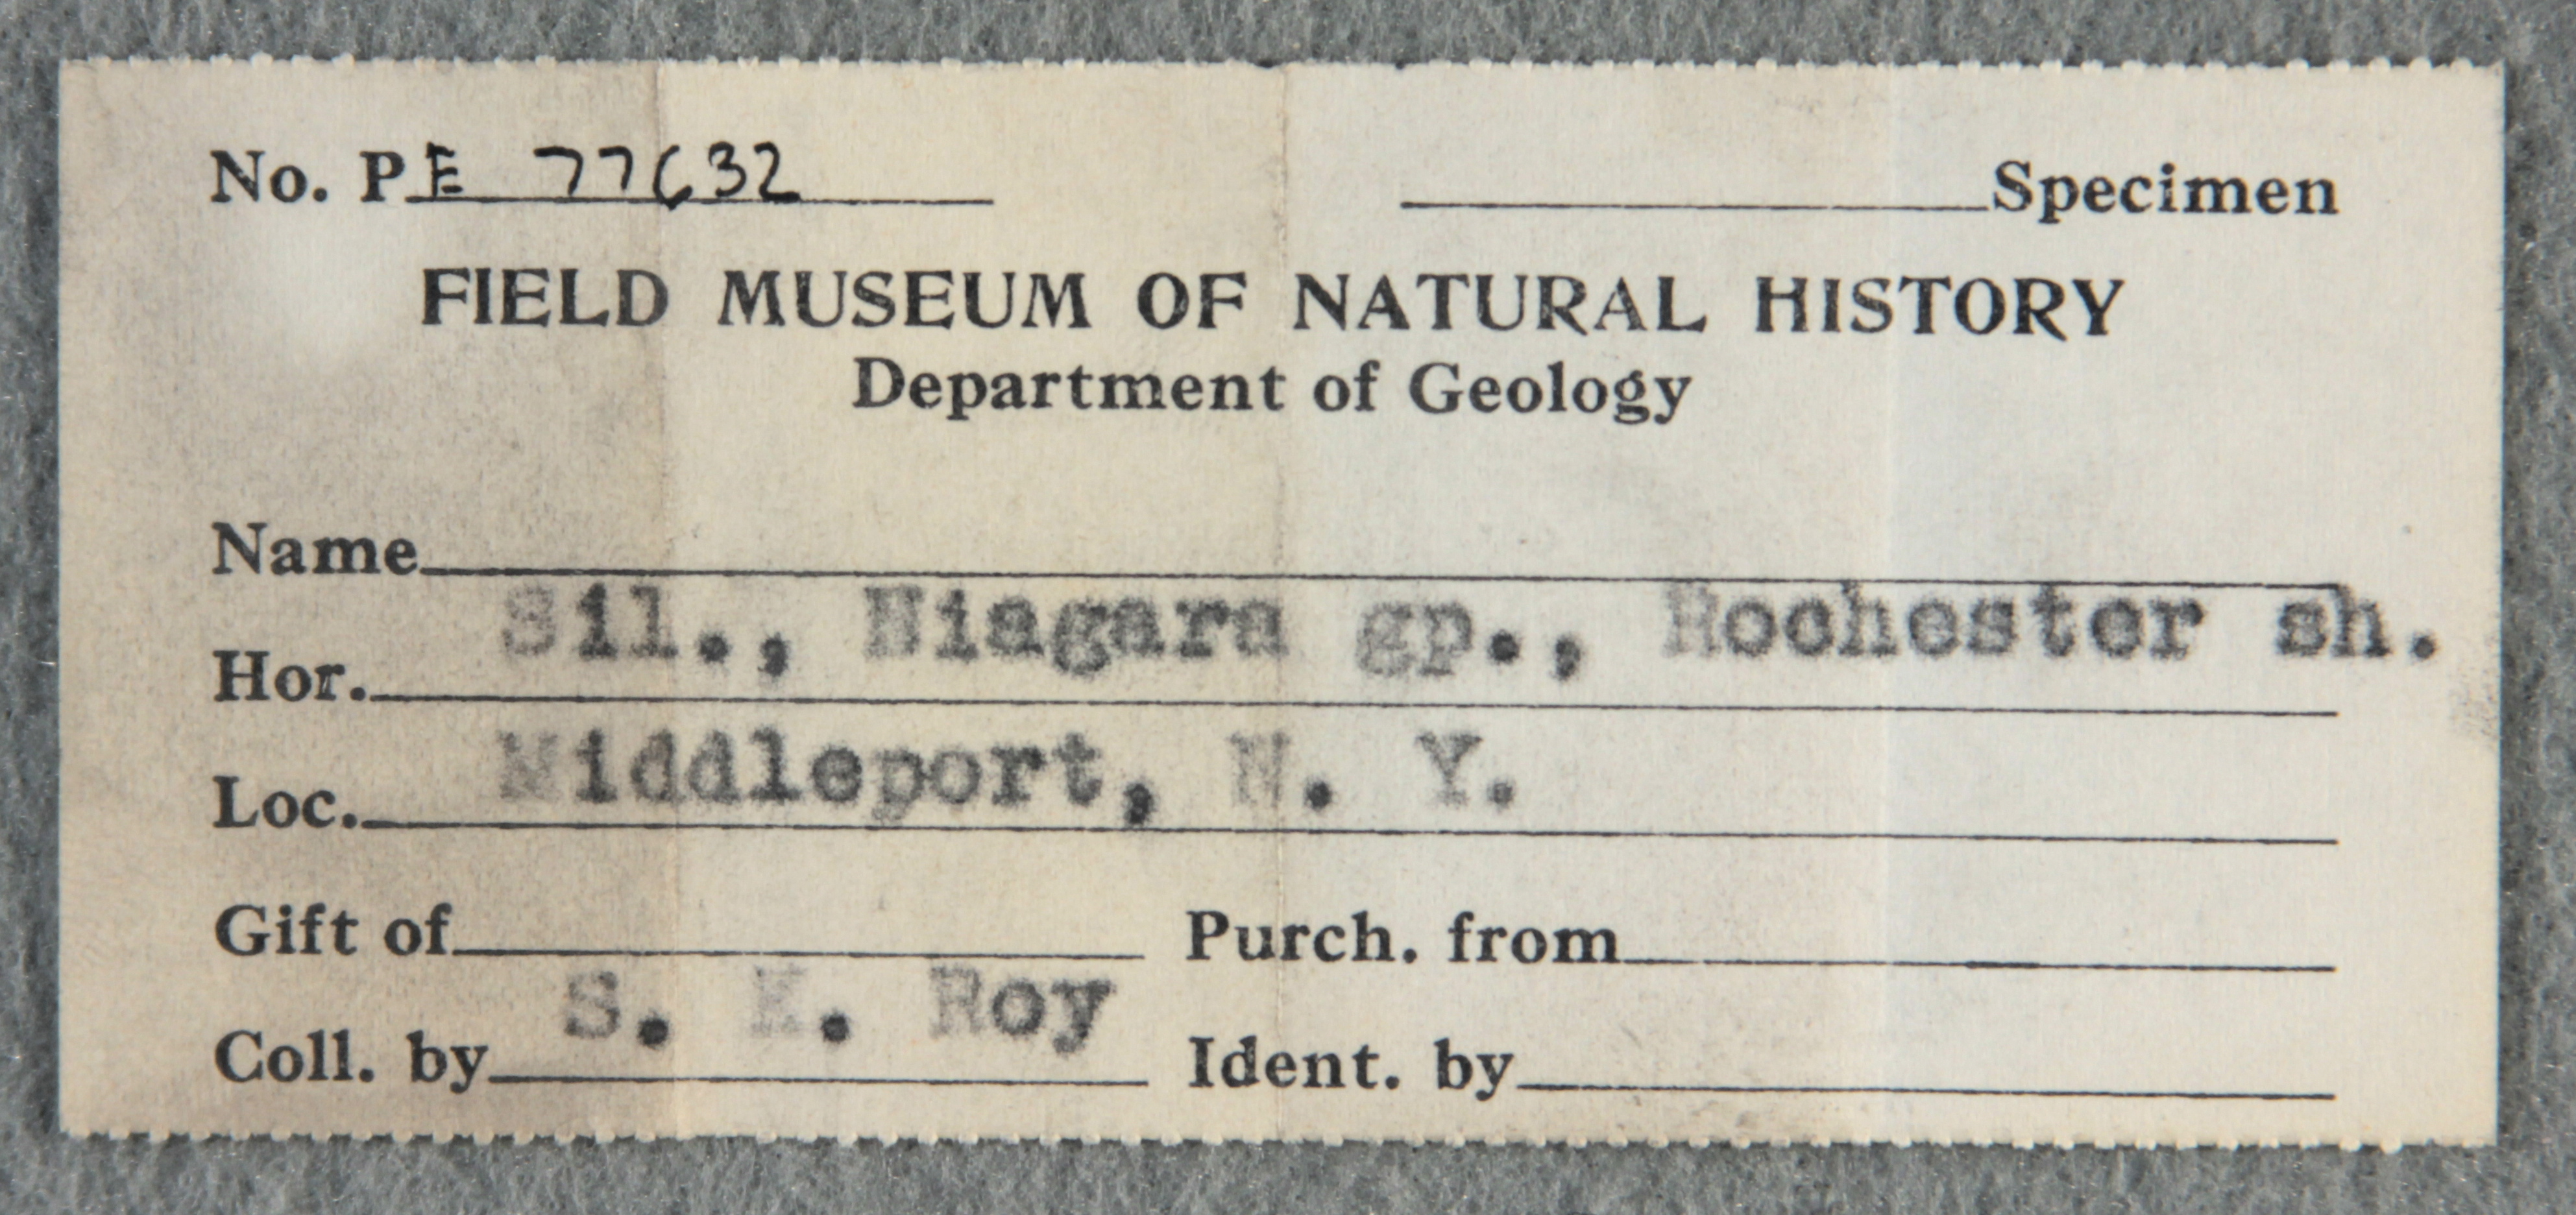 No. PE 77632 Specimen
FIELD MUSEUM OF NATURAL HISTORY
Department of Geology
Name
Hor. Sil., Niagara gp., Rochester sh.
Loc. Middleport, N. Y.
Gift of Purch. from
Coll. by S. K. Roy Ident. by